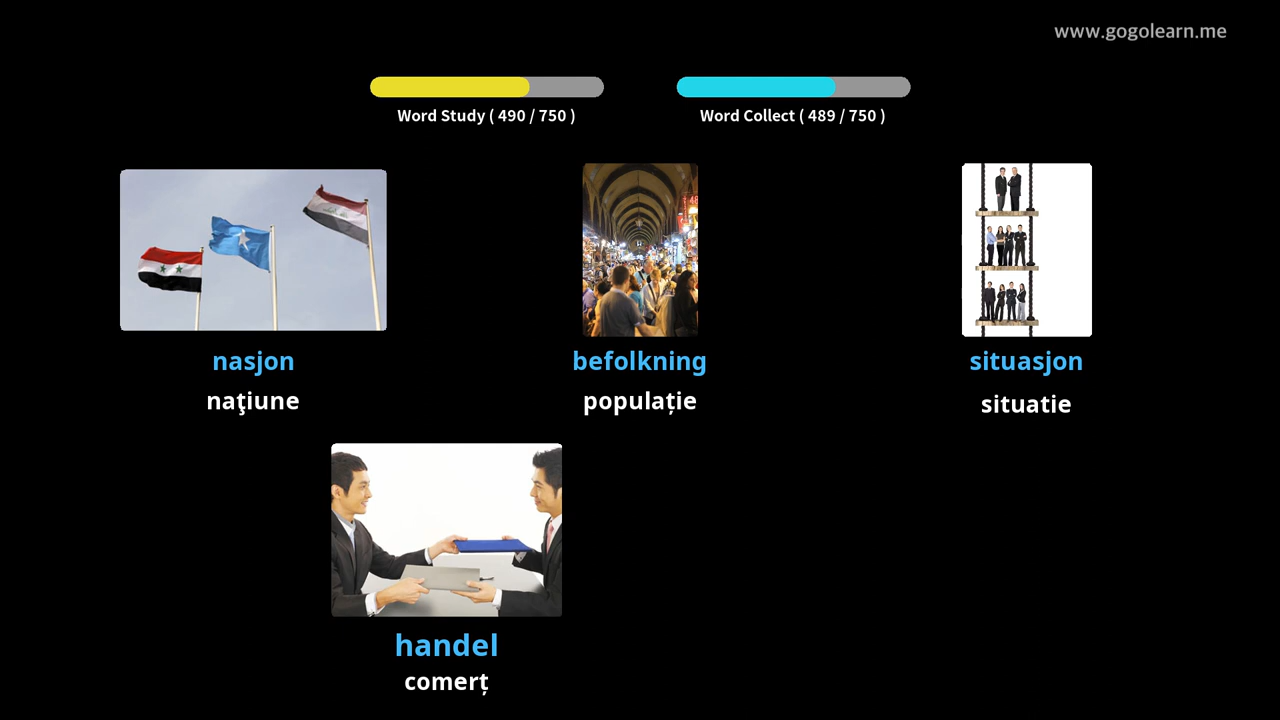 www.gogolearn.me
Word Study ( 490 / 750 )
Word Collect ( 489 / 750 )
nasjon
naţiune
befolkning
populație
situasjon
situatie
handel
comerț